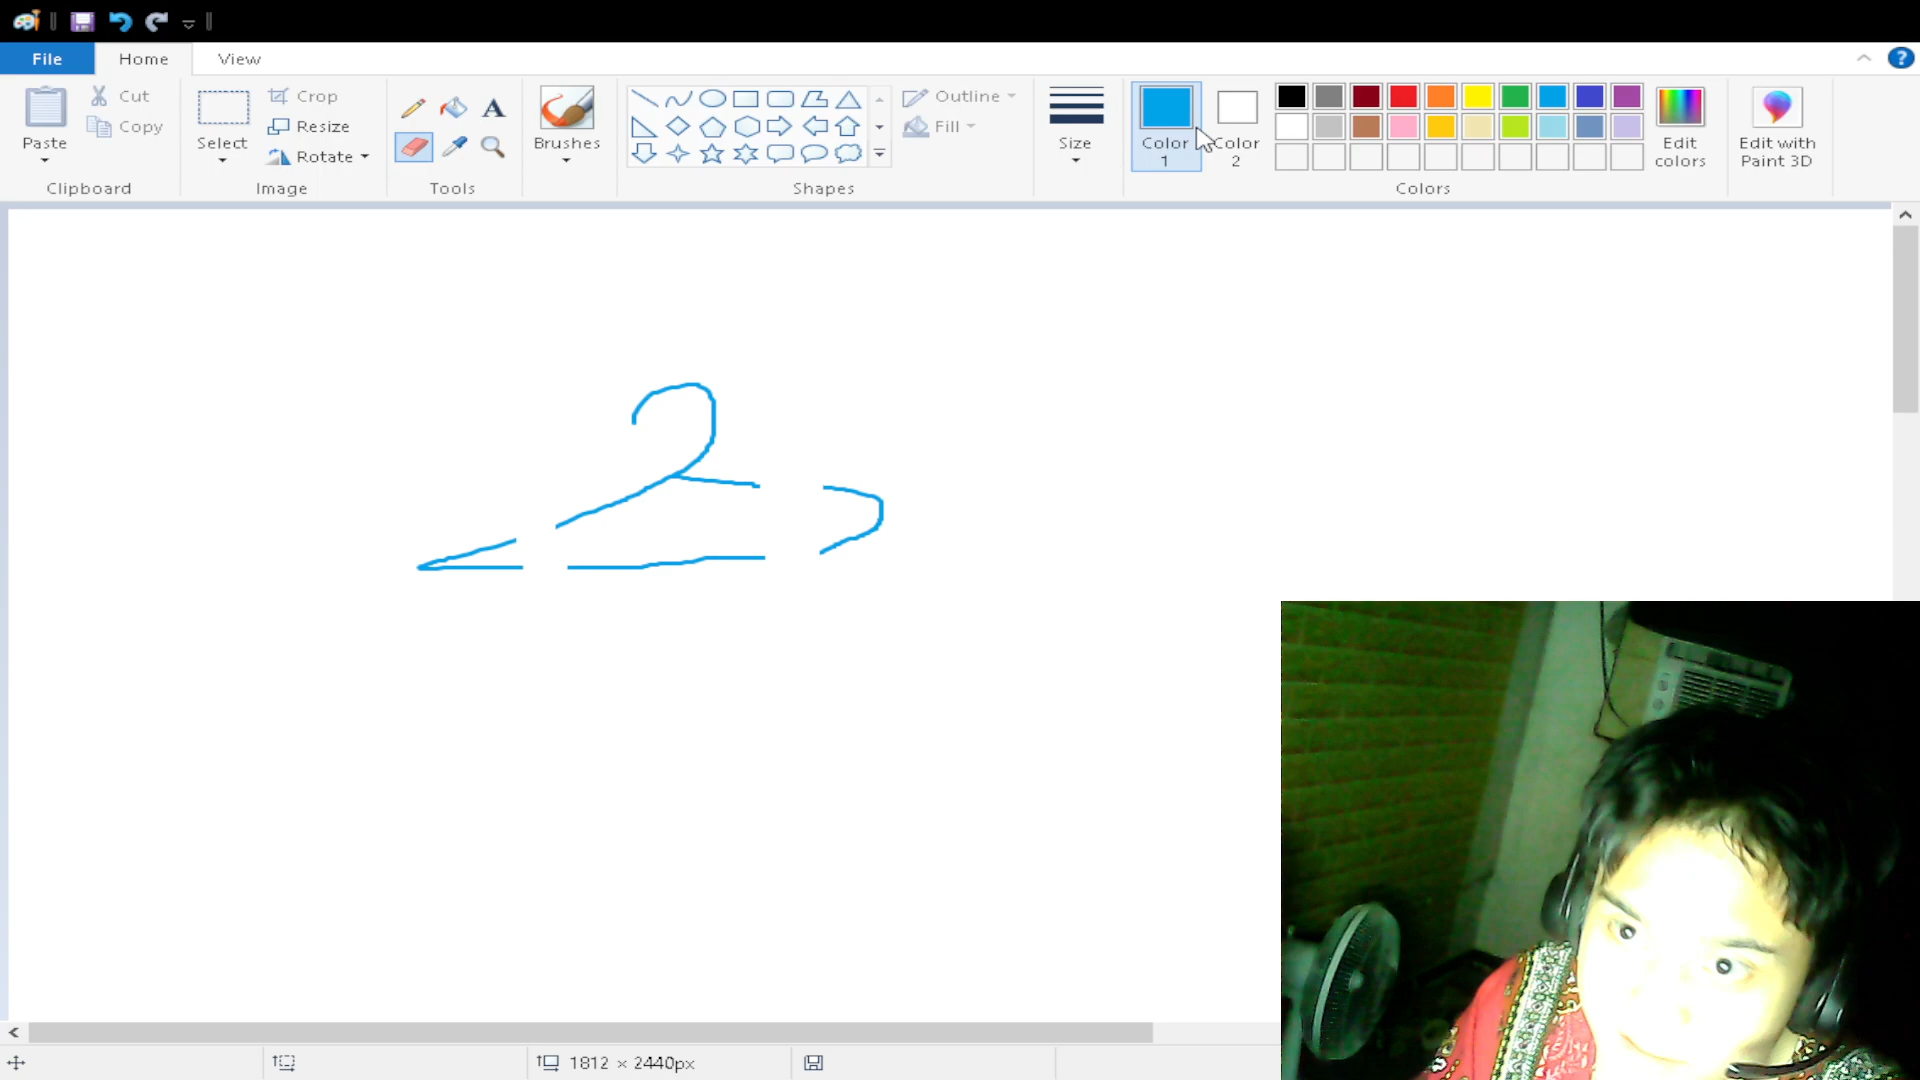 File Home View
Paste Cut Copy Clipboard
Select Crop Resize Rotate Image
A Tools
Brushes
Shapes
Outline Fill
Size
Color 1 Color 2 Edit colors Colors
Edit with Paint 3D
?
1812 × 2440px